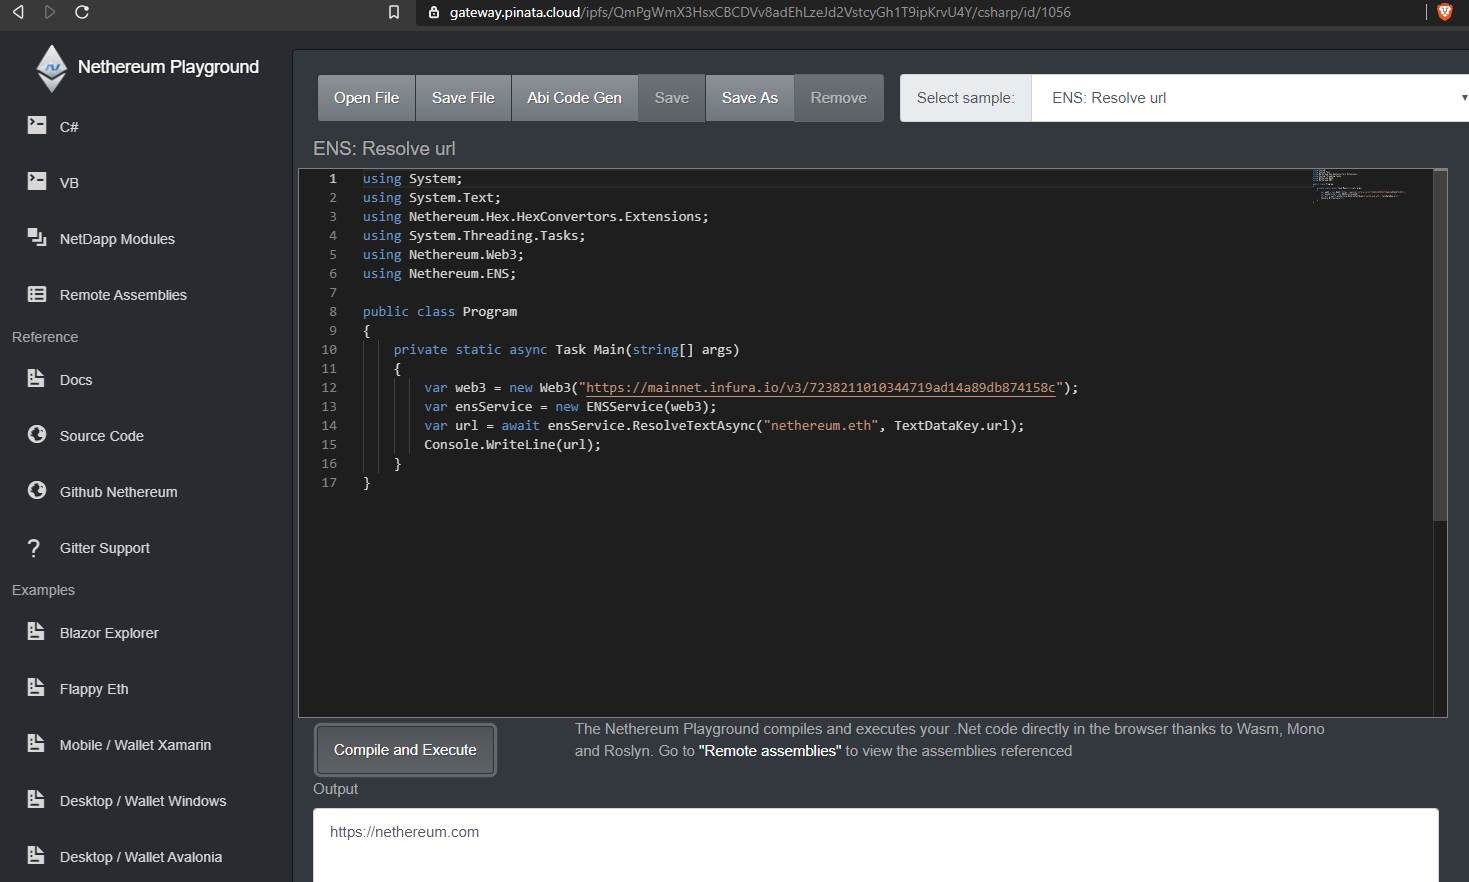 gateway.pinata.cloud/ipfs/QmPgWmX3HsxCBCDVv8adEhLzeJd2VstcyGh1T9ipKrvU4Y/csharp/id/1056
Nethereum Playground
C#
VB
NetDapp Modules
Remote Assemblies
Reference
Docs
Source Code
Github Nethereum
Gitter Support
Examples
Blazor Explorer
Flappy Eth
Mobile / Wallet Xamarin
Desktop / Wallet Windows
Desktop / Wallet Avalonia
Open File Save File Abi Code Gen Save Save As Remove Select sample: ENS: Resolve url
ENS: Resolve url
1 using System;
2 using System.Text;
3 using Nethereum.Hex.HexConvertors.Extensions;
4 using System.Threading.Tasks;
5 using Nethereum.Web3;
6 using Nethereum.ENS;
7
8 public class Program
9 {
10 private static async Task Main(string[] args)
11 {
12 var web3 = new Web3("https://mainnet.infura.io/v3/7238211010344719ad14a89db874158c");
13 var ensService = new ENSService(web3);
14 var url = await ensService.ResolveTextAsync("nethereum.eth", TextDataKey.url);
15 Console.WriteLine(url);
16 }
17 }
Compile and Execute
The Nethereum Playground compiles and executes your .Net code directly in the browser thanks to Wasm, Mono
and Roslyn. Go to "Remote assemblies" to view the assemblies referenced
Output
https://nethereum.com